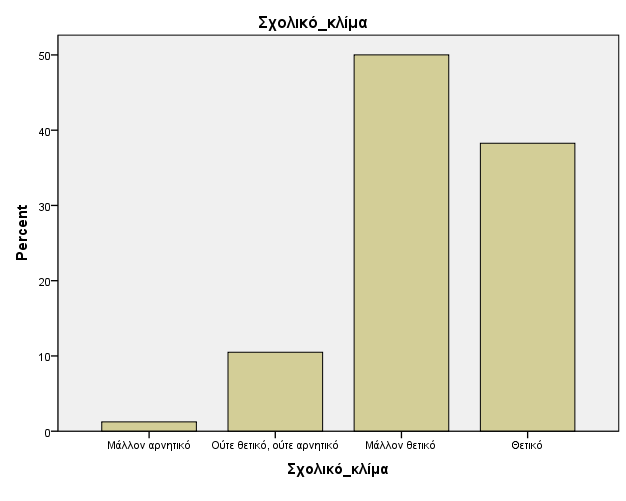 Σχολικό_κλίμα
Percent
50
40
30
20
10
0
Μάλλον αρνητικό
Ούτε θετικό, ούτε αρνητικό
Μάλλον θετικό
Θετικό
Σχολικό_κλίμα